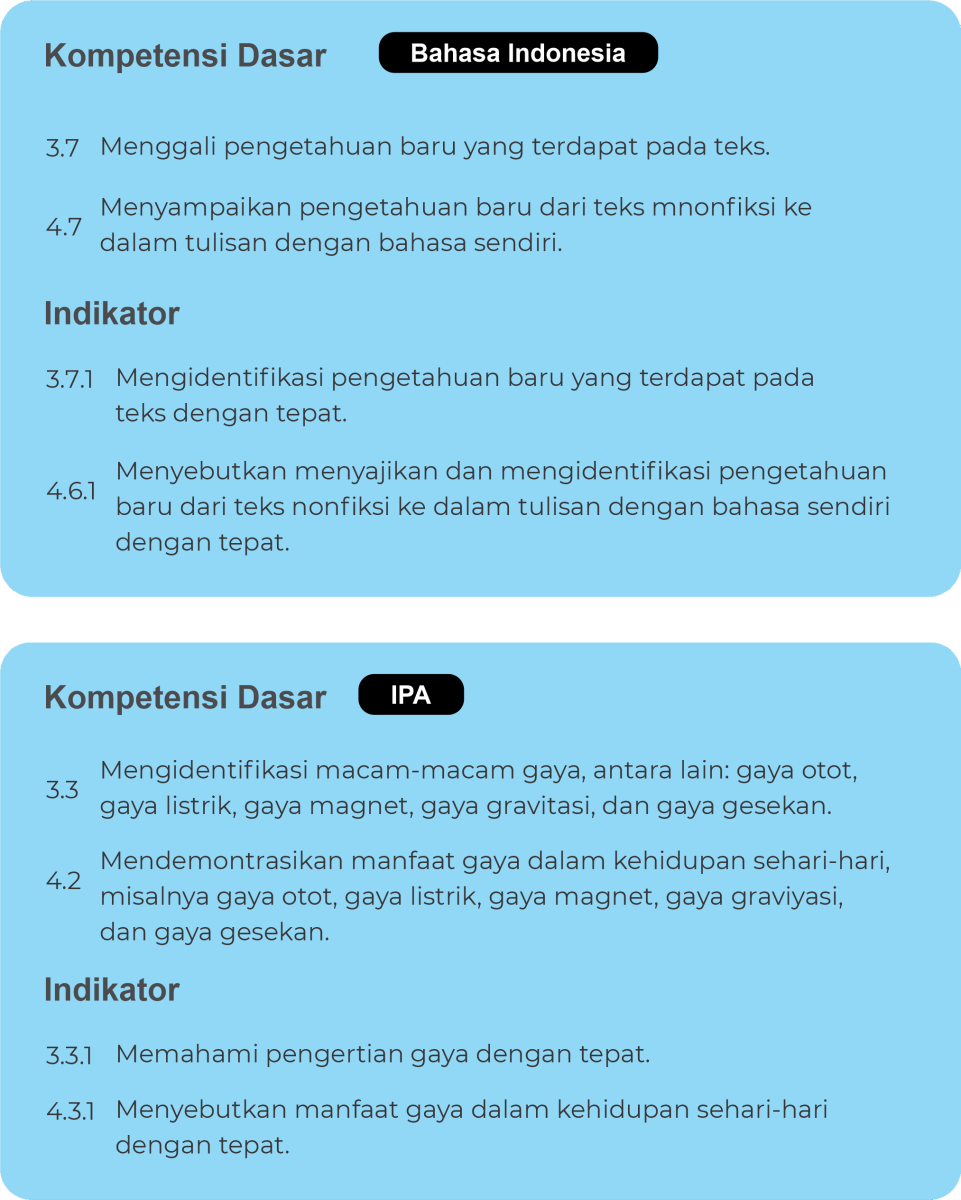 Kompetensi Dasar Bahasa Indonesia
3.7 Menggali pengetahuan baru yang terdapat pada teks.
4.7 Menyampaikan pengetahuan baru dari teks mnonfiksi ke
dalam tulisan dengan bahasa sendiri.
Indikator
3.7.1 Mengidentifikasi pengetahuan baru yang terdapat pada
teks dengan tepat.
4.6.1 Menyebutkan menyajikan dan mengidentifikasi pengetahuan
baru dari teks nonfiksi ke dalam tulisan dengan bahasa sendiri
dengan tepat.
Kompetensi Dasar IPA
3.3 Mengidentifikasi macam-macam gaya, antara lain: gaya otot,
gaya listrik, gaya magnet, gaya gravitasi, dan gaya gesekan.
4.2 Mendemontrasikan manfaat gaya dalam kehidupan sehari-hari,
misalnya gaya otot, gaya listrik, gaya magnet, gaya graviyasi,
dan gaya gesekan.
Indikator
3.3.1 Memahami pengertian gaya dengan tepat.
4.3.1 Menyebutkan manfaat gaya dalam kehidupan sehari-hari
dengan tepat.